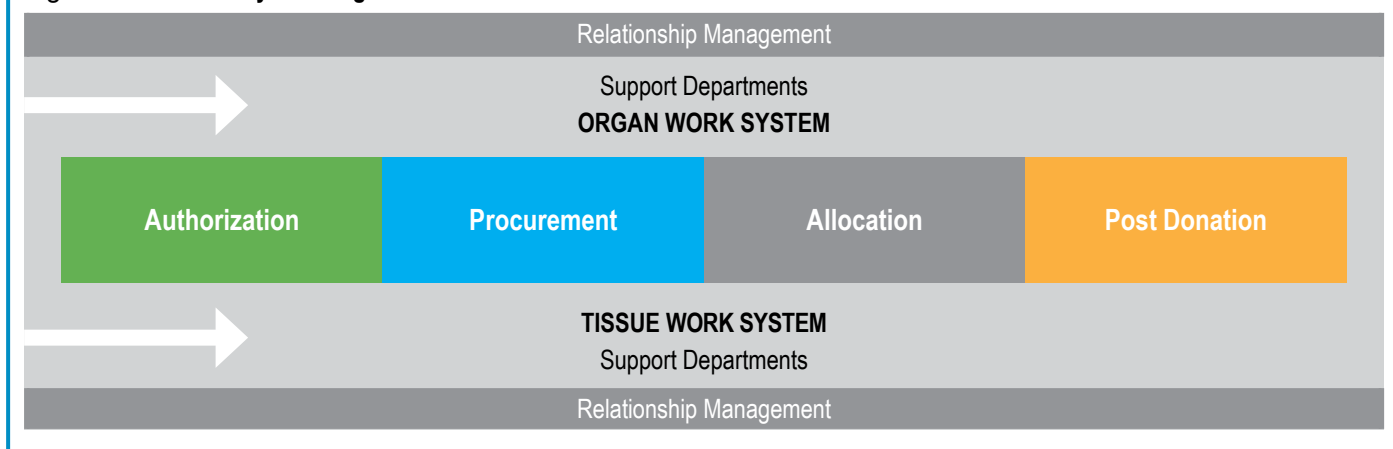 Relationship Management
Support Departments
ORGAN WORK SYSTEM
Authorization Procurement Allocation Post Donation
TISSUE WORK SYSTEM
Support Departments
Relationship Management